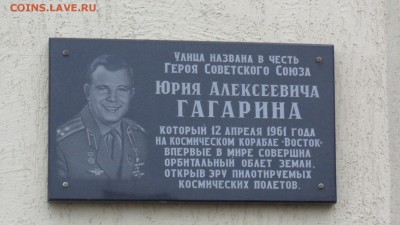 COINS.LAVE.RU
УЛИЦА НАЗВАНА В ЧЕСТЬ
ГЕРОЯ СОВЕТСКОГО СОЮЗА
ЮРИЯ АЛЕКСЕЕВИЧА
ГАГАРИНА
КОТОРЫЙ 12 АПРЕЛЯ 1961 ГОДА
НА КОСМИЧЕСКОМ КОРАБЛЕ "ВОСТОК"
ВПЕРВЫЕ В МИРЕ СОВЕРШИЛ
ОРБИТАЛЬНЫЙ ОБЛЕТ ЗЕМЛИ,
ОТКРЫВ ЭРУ ПИЛОТИРУЕМЫХ
КОСМИЧЕСКИХ ПОЛЕТОВ.